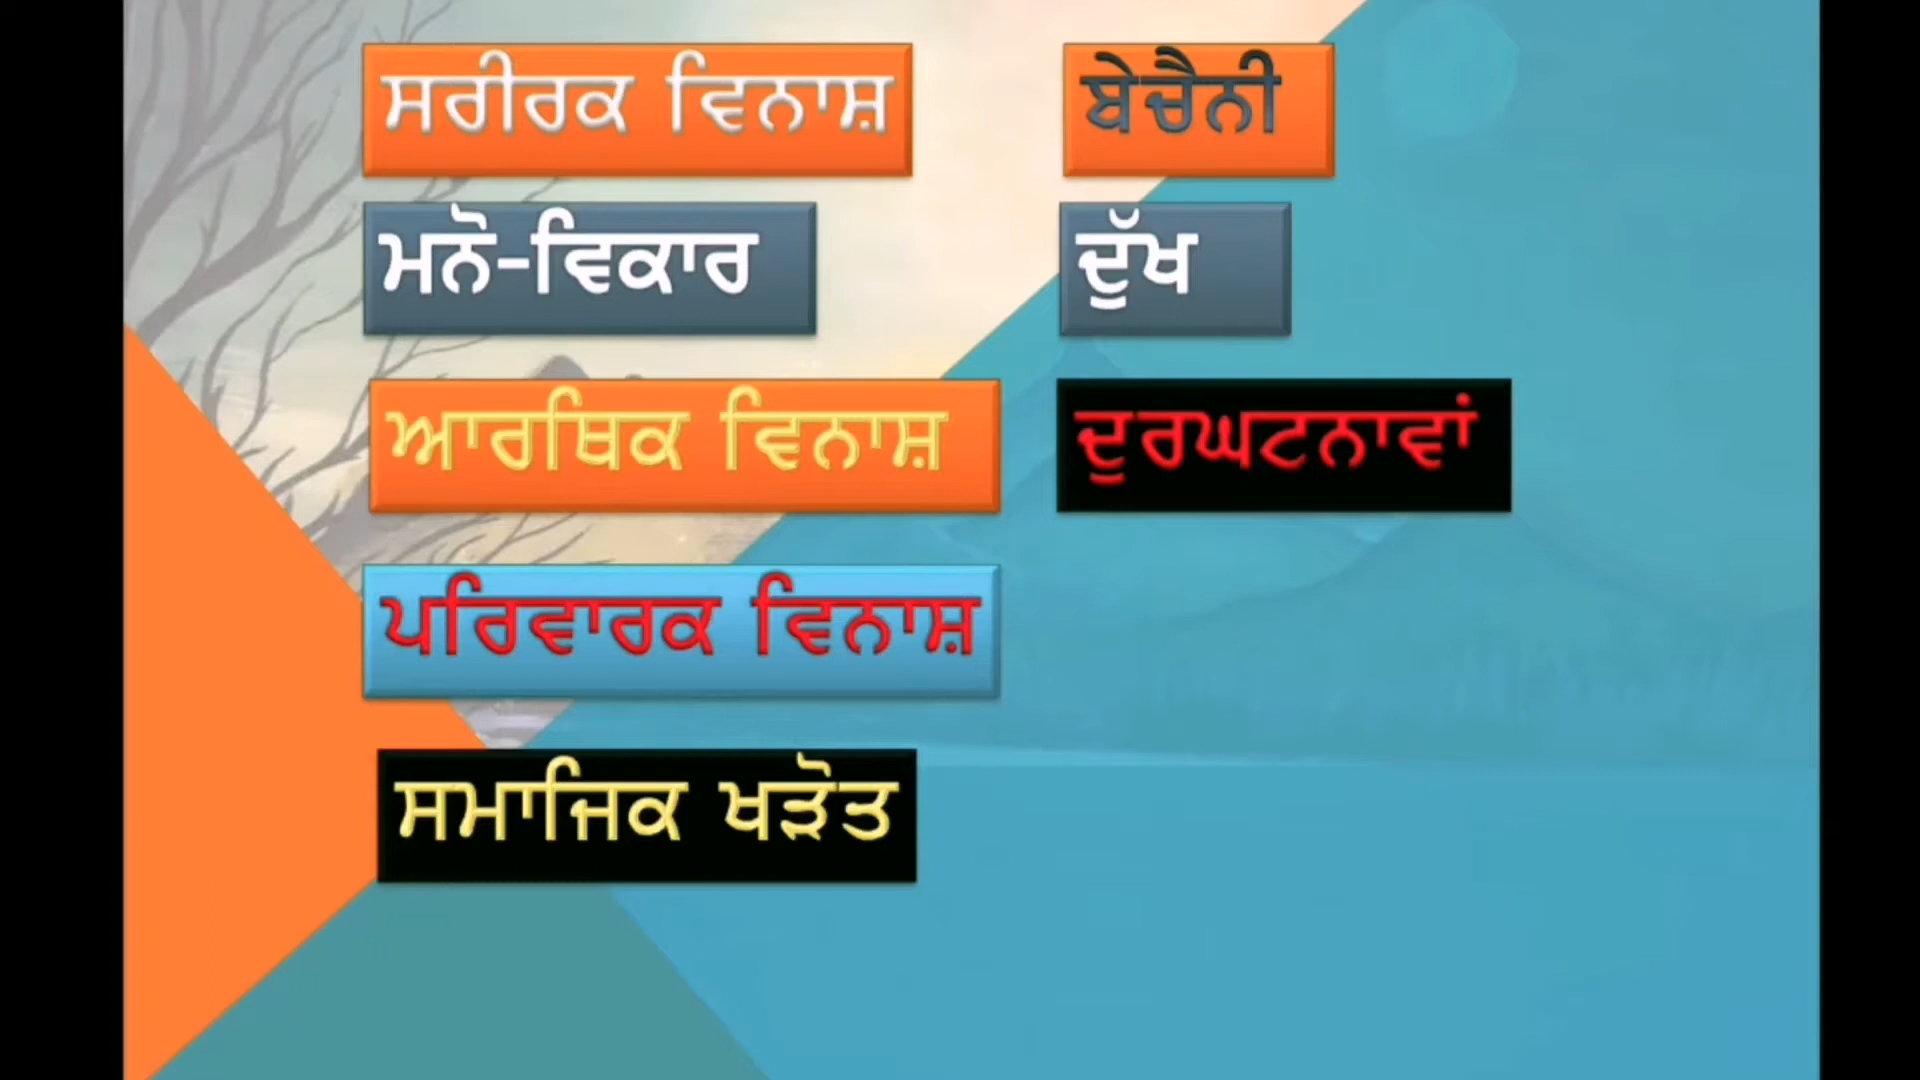 ਸਰੀਰਕ ਵਿਨਾਸ਼
ਬੇਚੈਨੀ
ਮਨੋ-ਵਿਕਾਰ
ਦੁੱਖ
ਆਰਥਿਕ ਵਿਨਾਸ਼
ਦੁਰਘਟਨਾਵਾਂ
ਪਰਿਵਾਰਕ ਵਿਨਾਸ਼
ਸਮਾਜਿਕ ਖੜੋਤ